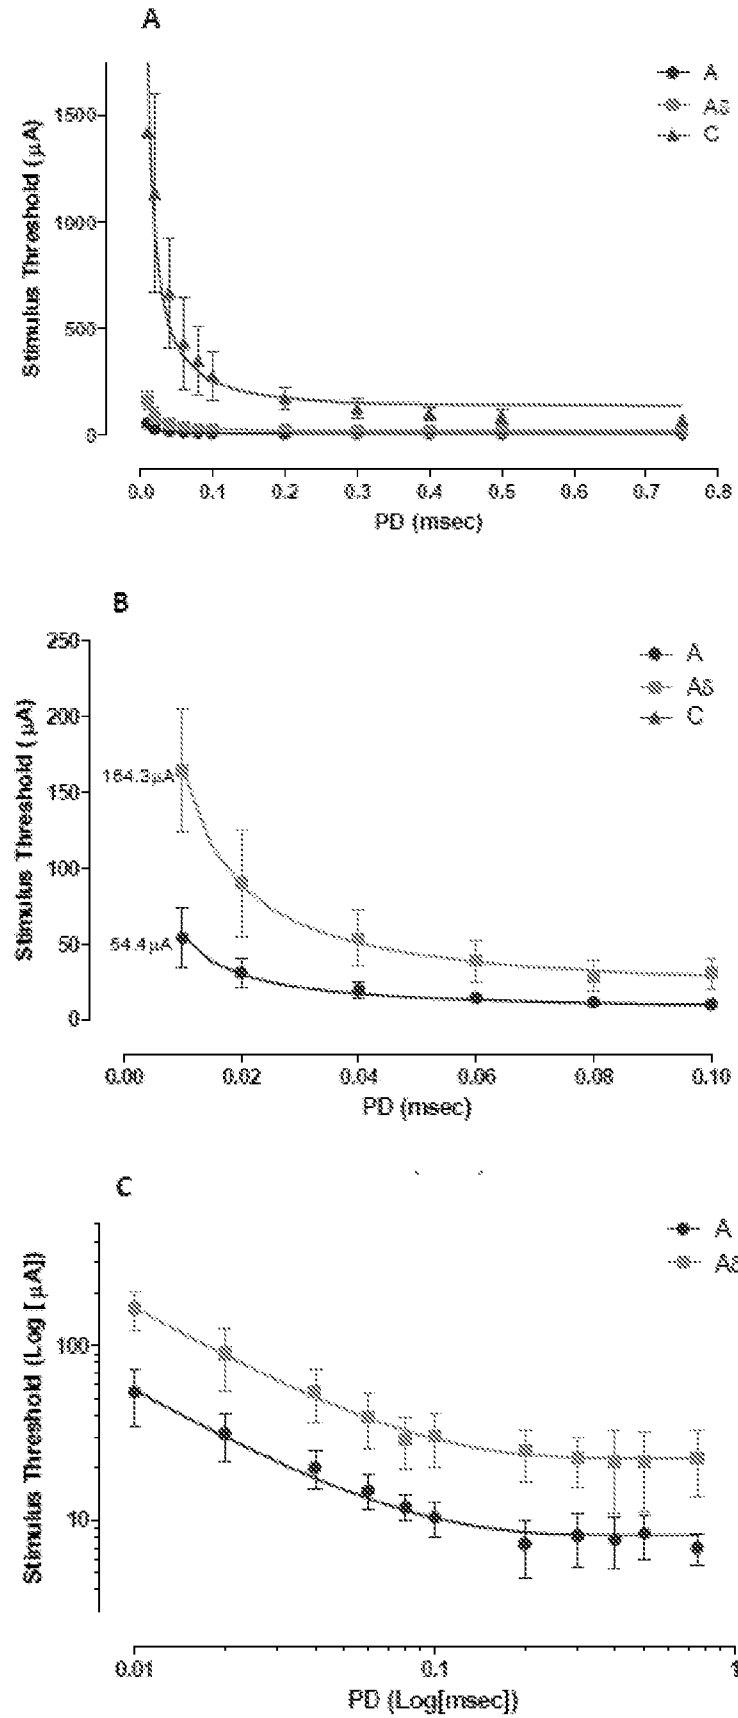 A
Stimulus Threshold (μA)
1500
1000
500
0
0.0 0.1 0.2 0.3 0.4 0.5 0.6 0.7 0.8
PD (msec)
A
Aδ
C
B
Stimulus Threshold (μA)
250
200
150
100
50
0
164.3μA
54.4μA
0.00 0.02 0.04 0.06 0.08 0.10
PD (msec)
A
Aδ
C
C
Stimulus Threshold (Log [μA])
100
10
0.01 0.1 1
PD (Log[msec])
A
Aδ